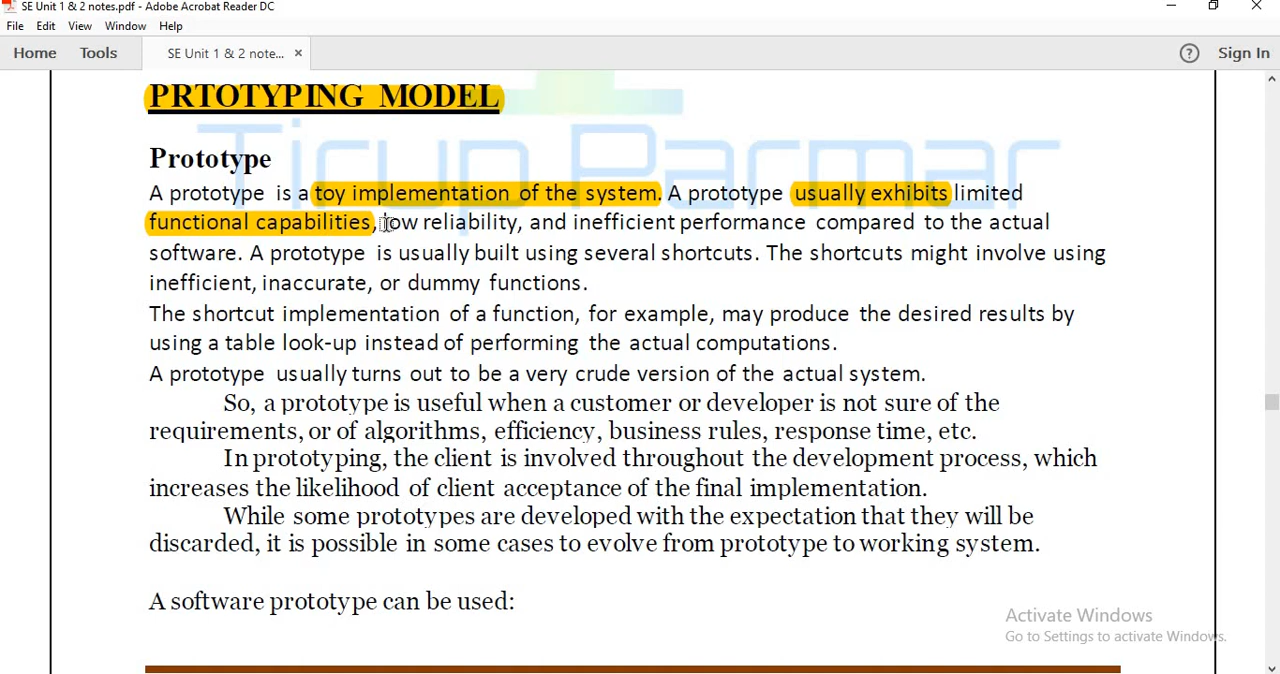 SE Unit 1 & 2 notes.pdf - Adobe Acrobat Reader DC
File Edit View Window Help
Home Tools SE Unit 1 & 2 note... × ? Sign In
PRTOTYPING MODEL
Tirup Parmar
Prototype
A prototype is a toy implementation of the system. A prototype usually exhibits limited
functional capabilities, low reliability, and inefficient performance compared to the actual
software. A prototype is usually built using several shortcuts. The shortcuts might involve using
inefficient, inaccurate, or dummy functions.
The shortcut implementation of a function, for example, may produce the desired results by
using a table look-up instead of performing the actual computations.
A prototype usually turns out to be a very crude version of the actual system.
So, a prototype is useful when a customer or developer is not sure of the
requirements, or of algorithms, efficiency, business rules, response time, etc.
In prototyping, the client is involved throughout the development process, which
increases the likelihood of client acceptance of the final implementation.
While some prototypes are developed with the expectation that they will be
discarded, it is possible in some cases to evolve from prototype to working system.
A software prototype can be used:
Activate Windows
Go to Settings to activate Windows.